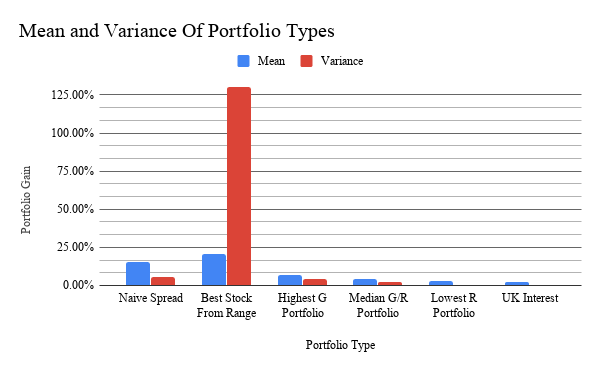 Mean and Variance Of Portfolio Types
Mean
Variance
125.00%
100.00%
75.00%
50.00%
25.00%
0.00%
Portfolio Gain
Naive Spread
Best Stock
From Range
Highest G
Portfolio
Median G/R
Portfolio
Lowest R
Portfolio
UK Interest
Portfolio Type